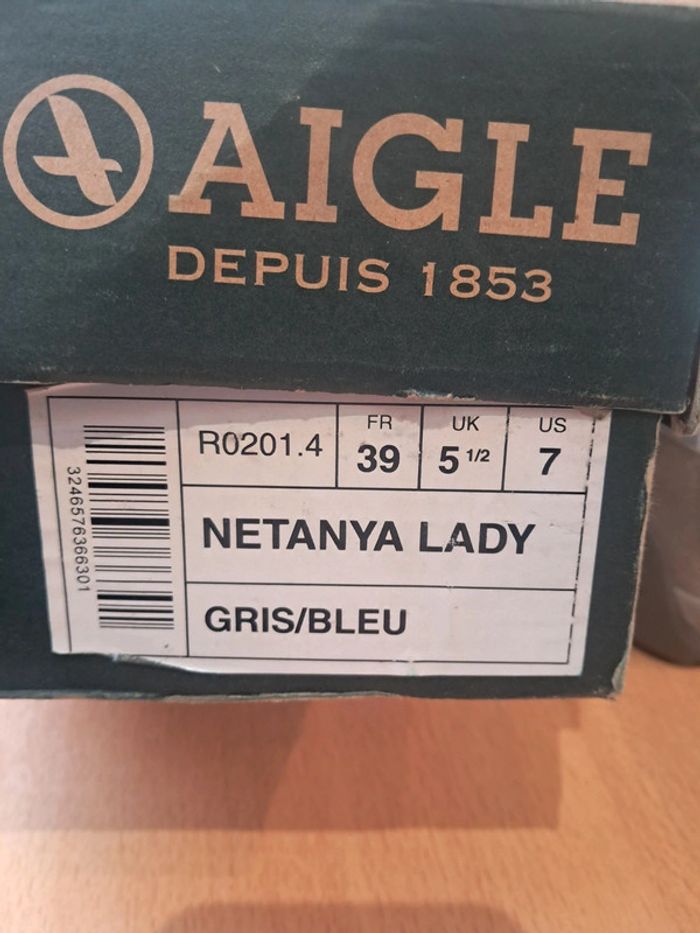 AIGLE
DEPUIS 1853
R0201.4
FR
39
UK
5 1/2
US
7
NETANYA LADY
GRIS/BLEU
3246576366301